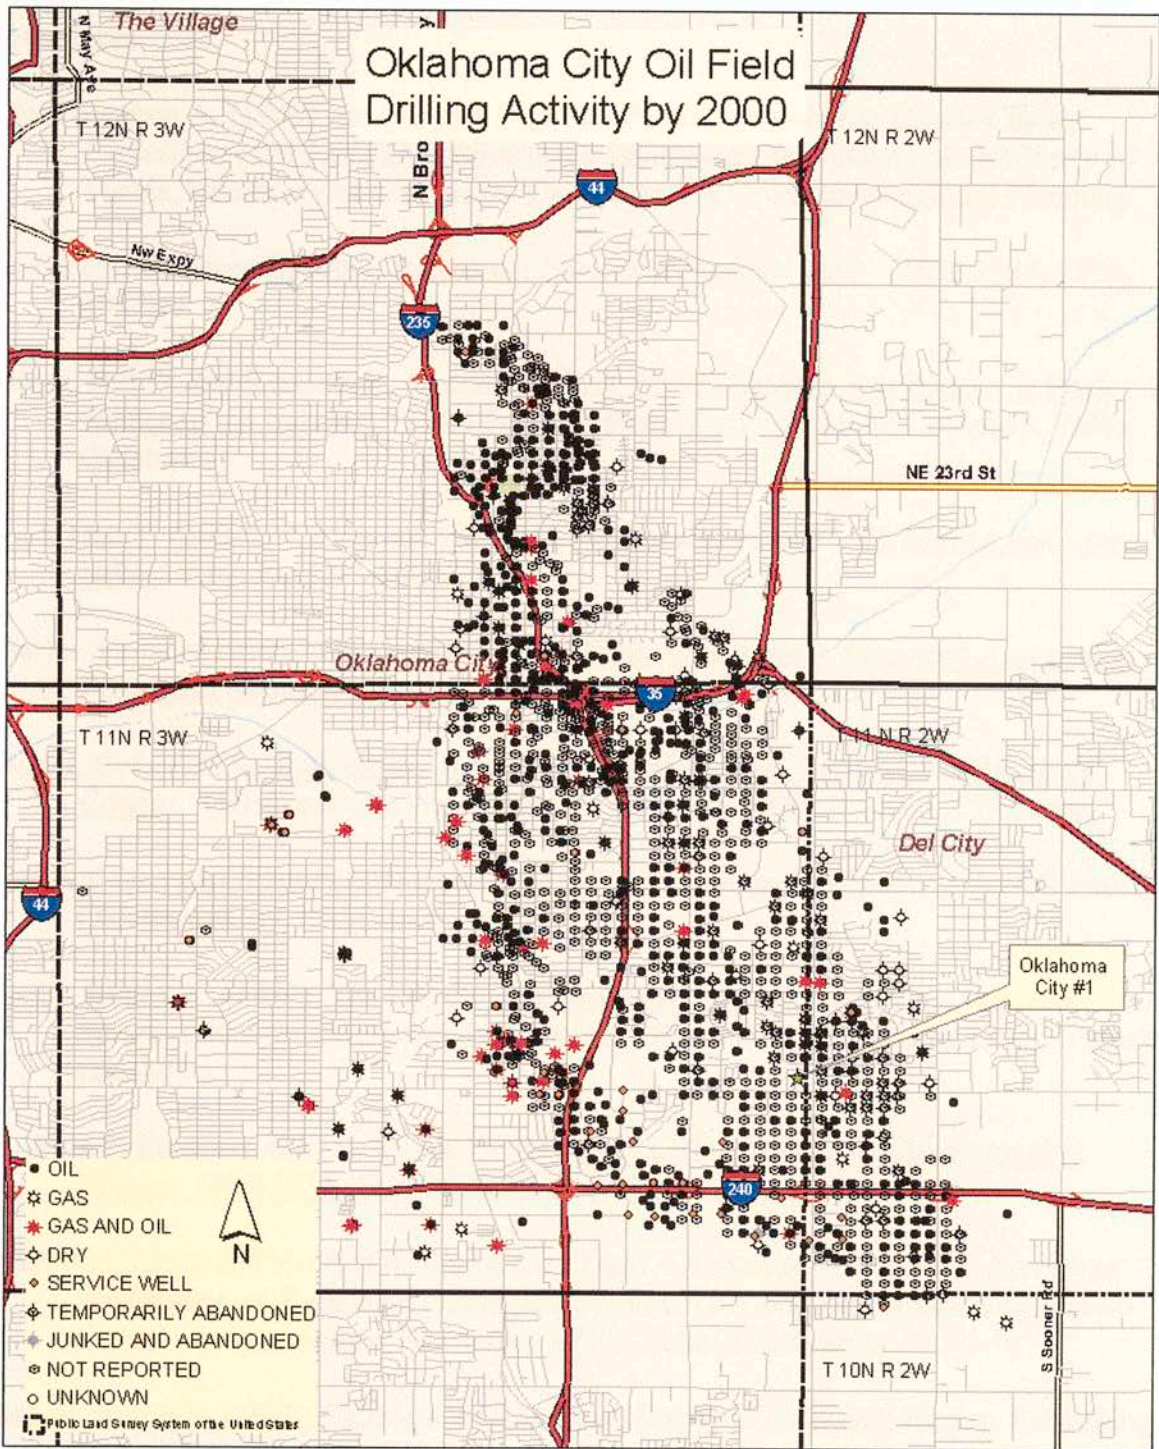 The Village
N May Ave
Oklahoma City Oil Field
Drilling Activity by 2000
N Bro
y
T 12N R 3W
T 12N R 2W
44
Nw Expy
235
NE 23rd St
Oklahoma City
35
T 11N R 3W
T 11 N R 2W
Del City
44
Oklahoma
City #1
OIL
GAS
GAS AND OIL
DRY
SERVICE WELL
TEMPORARILY ABANDONED
JUNKED AND ABANDONED
NOT REPORTED
UNKNOWN
N
Public Land Survey System of the United States
240
S Sooner Rd
T 10N R 2W